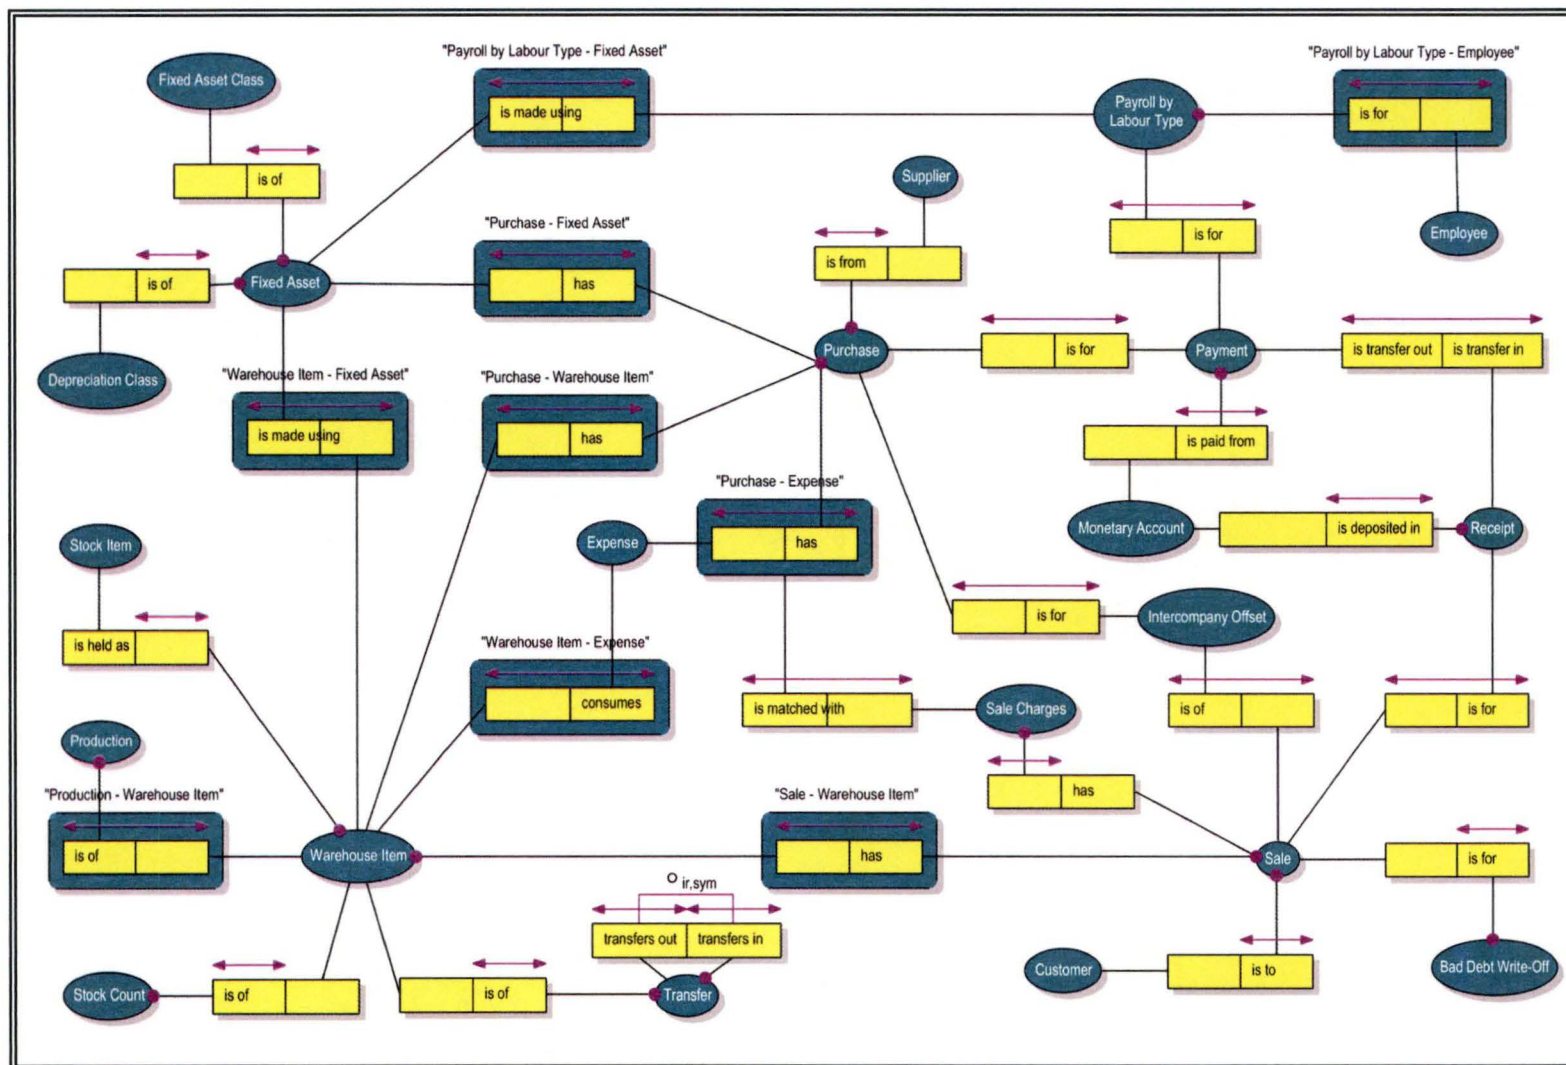 "Payroll by Labour Type - Fixed Asset"
"Payroll by Labour Type - Employee"
Fixed Asset Class
is made using
Payroll by
Labour Type
is for
is of
Supplier
"Purchase - Fixed Asset"
is from
is for
Employee
is of
Fixed Asset
has
Depreciation Class
"Warehouse Item - Fixed Asset"
"Purchase - Warehouse Item"
Purchase
is for
Payment
is transfer out
is transfer in
is made using
has
is paid from
"Purchase - Expense"
Stock Item
Expense
has
Monetary Account
is deposited in
Receipt
is held as
"Warehouse Item - Expense"
is for
Intercompany Offset
consumes
is matched with
Sale Charges
is of
is for
Production
"Production - Warehouse Item"
"Sale - Warehouse Item"
has
is of
Warehouse Item
has
Sale
is for
ir,sym
transfers out
transfers in
Stock Count
is of
is of
Transfer
Customer
is to
Bad Debt Write-Off